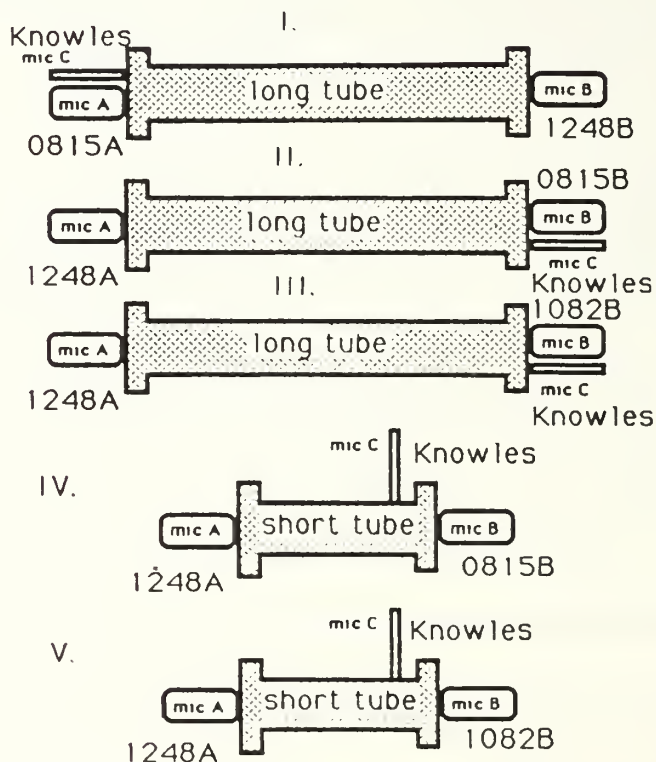 I.
Knowles
mic C
mic A
long tube
mic B
0815A
1248B
II.
0815B
mic A
long tube
mic B
1248A
mic C
Knowles
III.
1082B
mic A
long tube
mic B
1248A
mic C
Knowles
mic C
Knowles
IV.
mic A
short tube
mic B
1248A
0815B
mic C
Knowles
V.
mic A
short tube
mic B
1248A
1082B